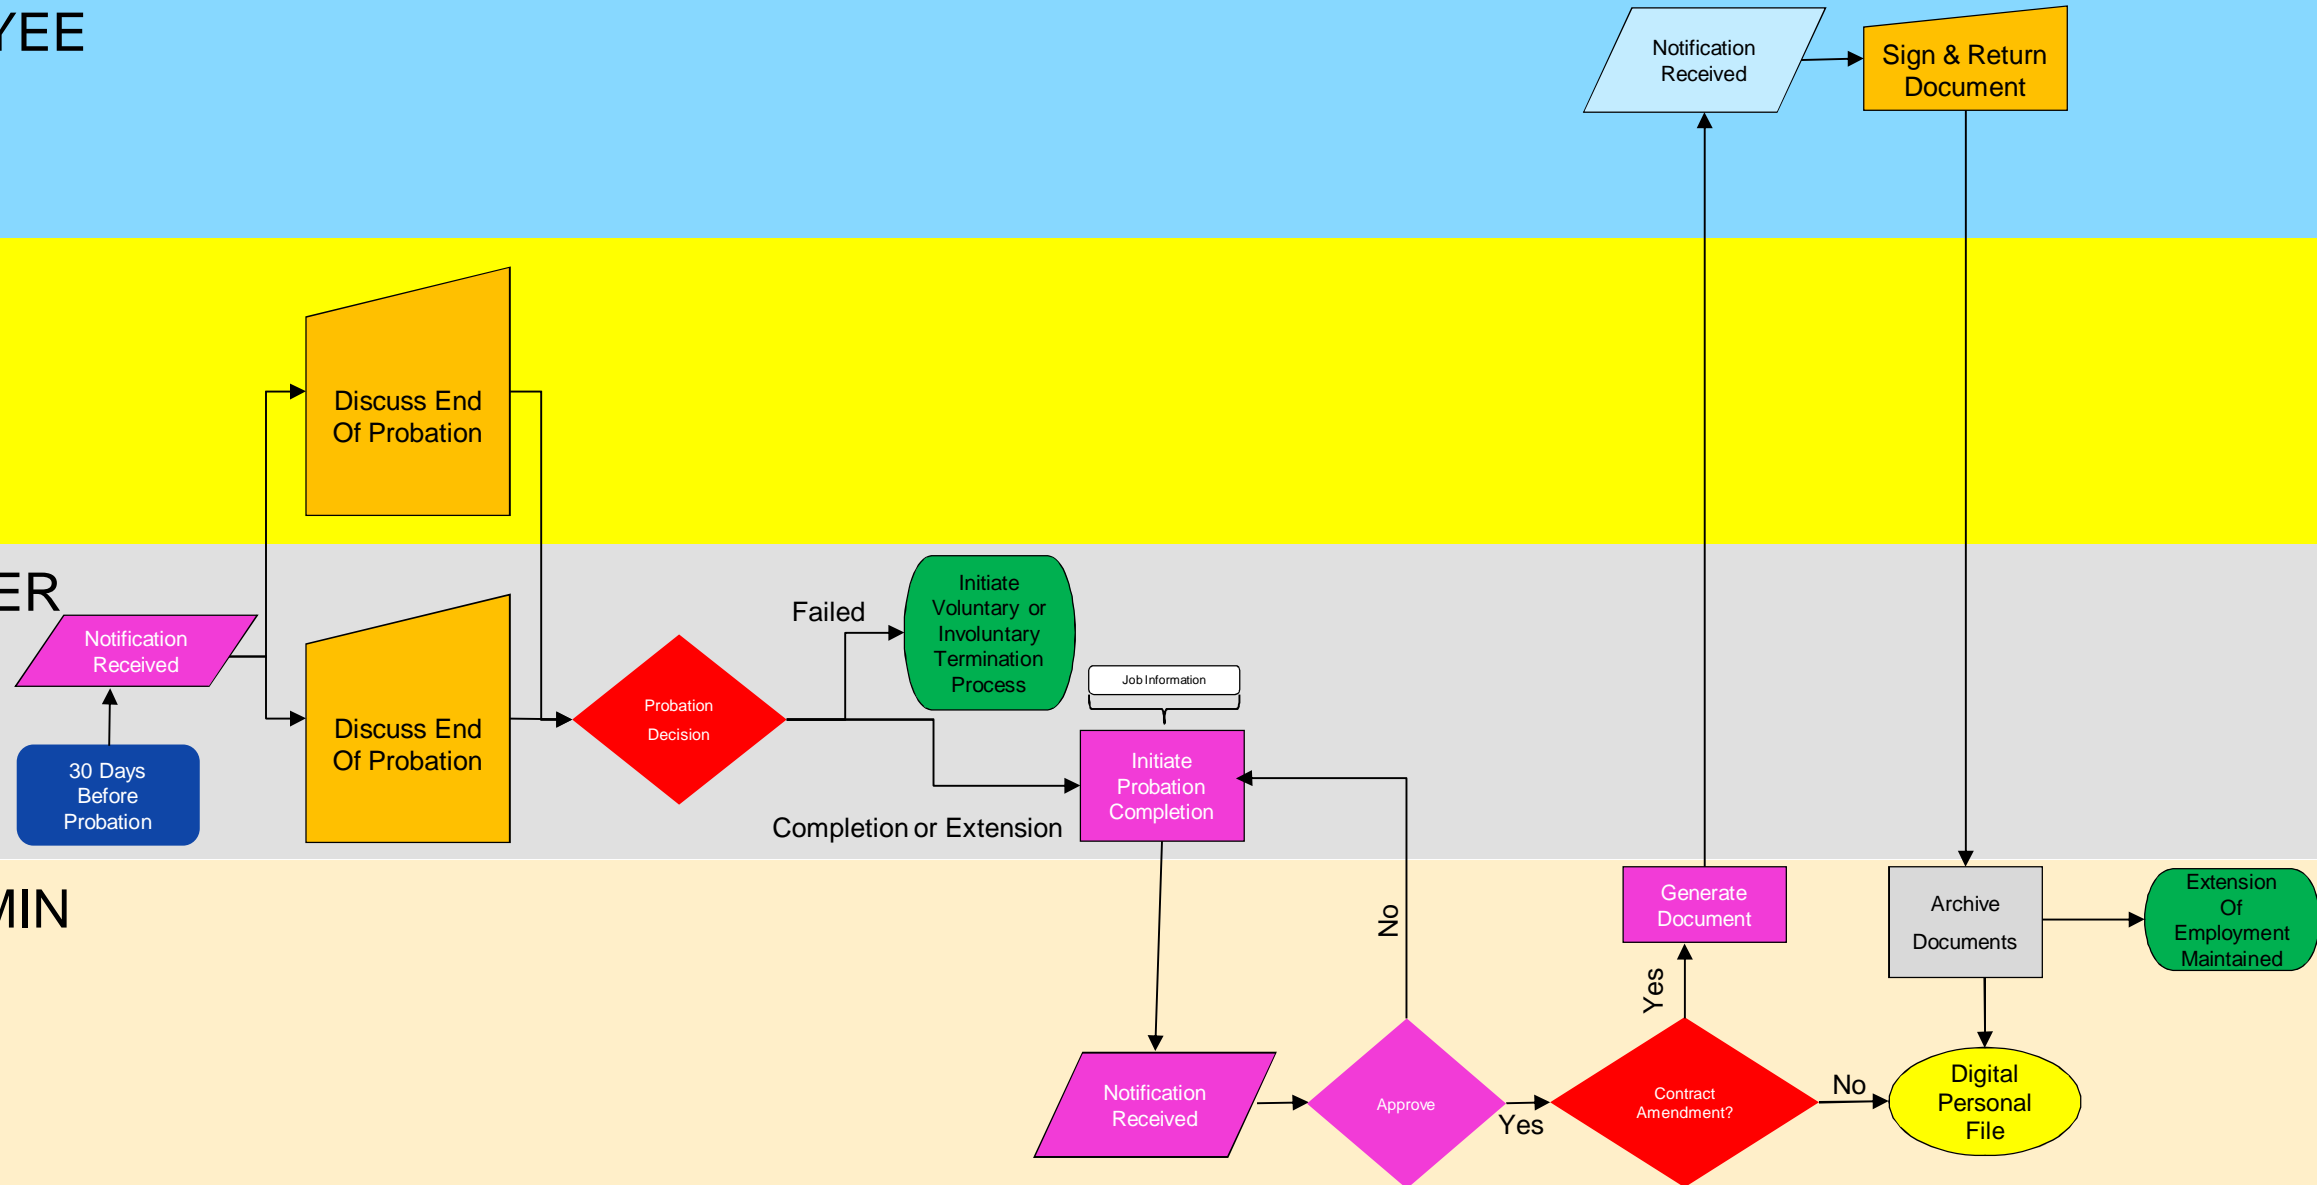 YEE
Notification
Received
Sign & Return
Document
Discuss End
Of Probation
ER
Notification
Received
30 Days
Before
Probation
Discuss End
Of Probation
Probation
Decision
Failed
Initiate
Voluntary or
Involuntary
Termination
Process
Completion or Extension
Job Information
Initiate
Probation
Completion
MIN
Notification
Received
Approve
No
Yes
Contract
Amendment?
Yes
Generate
Document
No
Archive
Documents
Digital
Personal
File
Extension
Of
Employment
Maintained